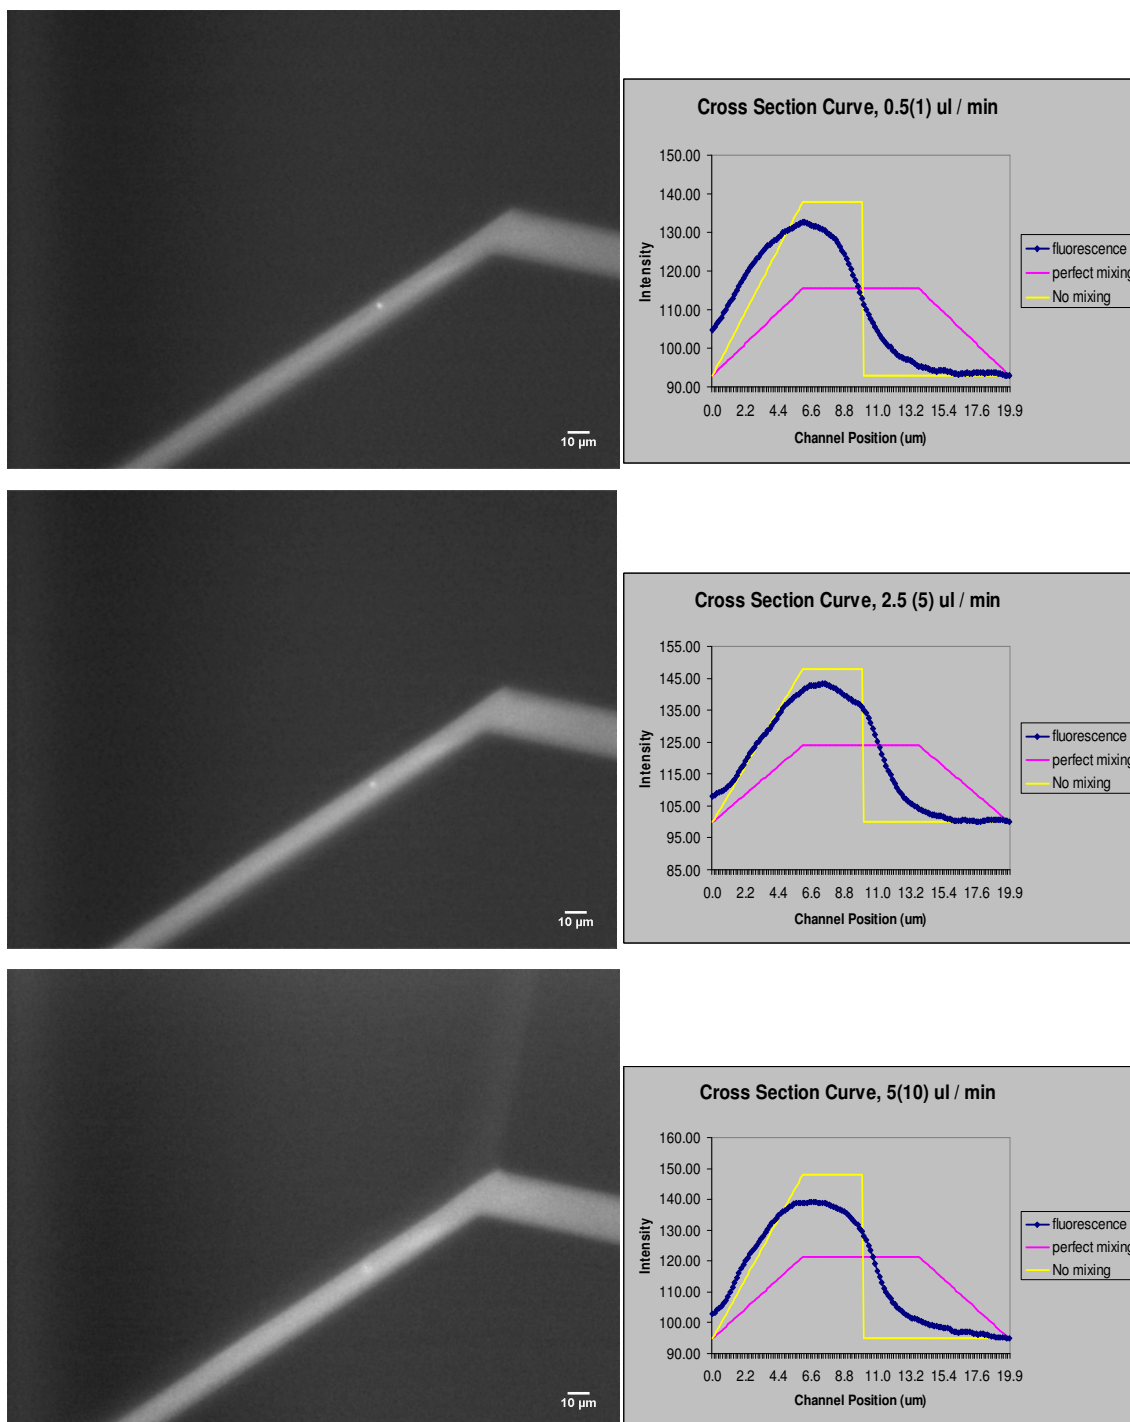 Cross Section Curve, 0.5(1) ul / min
150.00
140.00
130.00
120.00
110.00
100.00
90.00
Intensity
0.0 2.2 4.4 6.6 8.8 11.0 13.2 15.4 17.6 19.9
Channel Position (um)
fluorescence
perfect mixing
No mixing
10 µm
Cross Section Curve, 2.5 (5) ul / min
155.00
145.00
135.00
125.00
115.00
105.00
95.00
85.00
Intensity
0.0 2.2 4.4 6.6 8.8 11.0 13.2 15.4 17.6 19.9
Channel Position (um)
fluorescence
perfect mixing
No mixing
10 µm
Cross Section Curve, 5(10) ul / min
160.00
150.00
140.00
130.00
120.00
110.00
100.00
90.00
Intensity
0.0 2.2 4.4 6.6 8.8 11.0 13.2 15.4 17.6 19.9
Channel Position (um)
fluorescence
perfect mixing
No mixing
10 µm